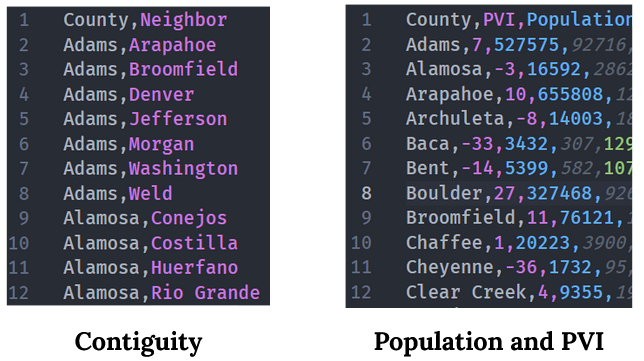 1 County,Neighbor
2 Adams,Arapahoe
3 Adams,Broomfield
4 Adams,Denver
5 Adams,Jefferson
6 Adams,Morgan
7 Adams,Washington
8 Adams,Weld
9 Alamosa,Conejos
10 Alamosa,Costilla
11 Alamosa,Huerfano
12 Alamosa,Rio Grande
Contiguity
1 County,PVI,Population
2 Adams,7,527575,92716,
3 Alamosa,-3,16592,2862
4 Arapahoe,10,655808,12
5 Archuleta,-8,14003,18
6 Baca,-33,3432,307,129
7 Bent,-14,5399,582,107
8 Boulder,27,327468,920
9 Broomfield,11,76121,
10 Chaffee,1,20223,3900,
11 Cheyenne,-36,1732,95,
12 Clear Creek,4,9355,19
Population and PVI